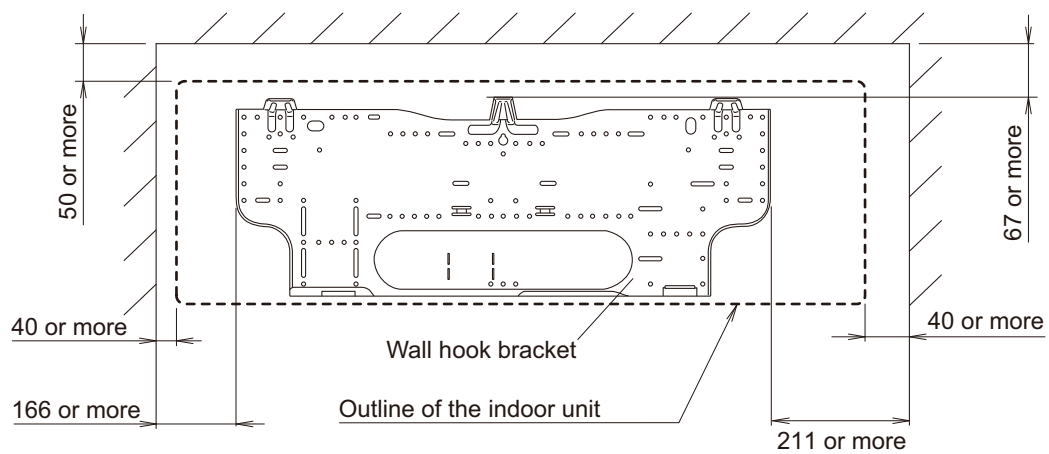 50 or more
67 or more
40 or more
40 or more
Wall hook bracket
166 or more
Outline of the indoor unit
211 or more